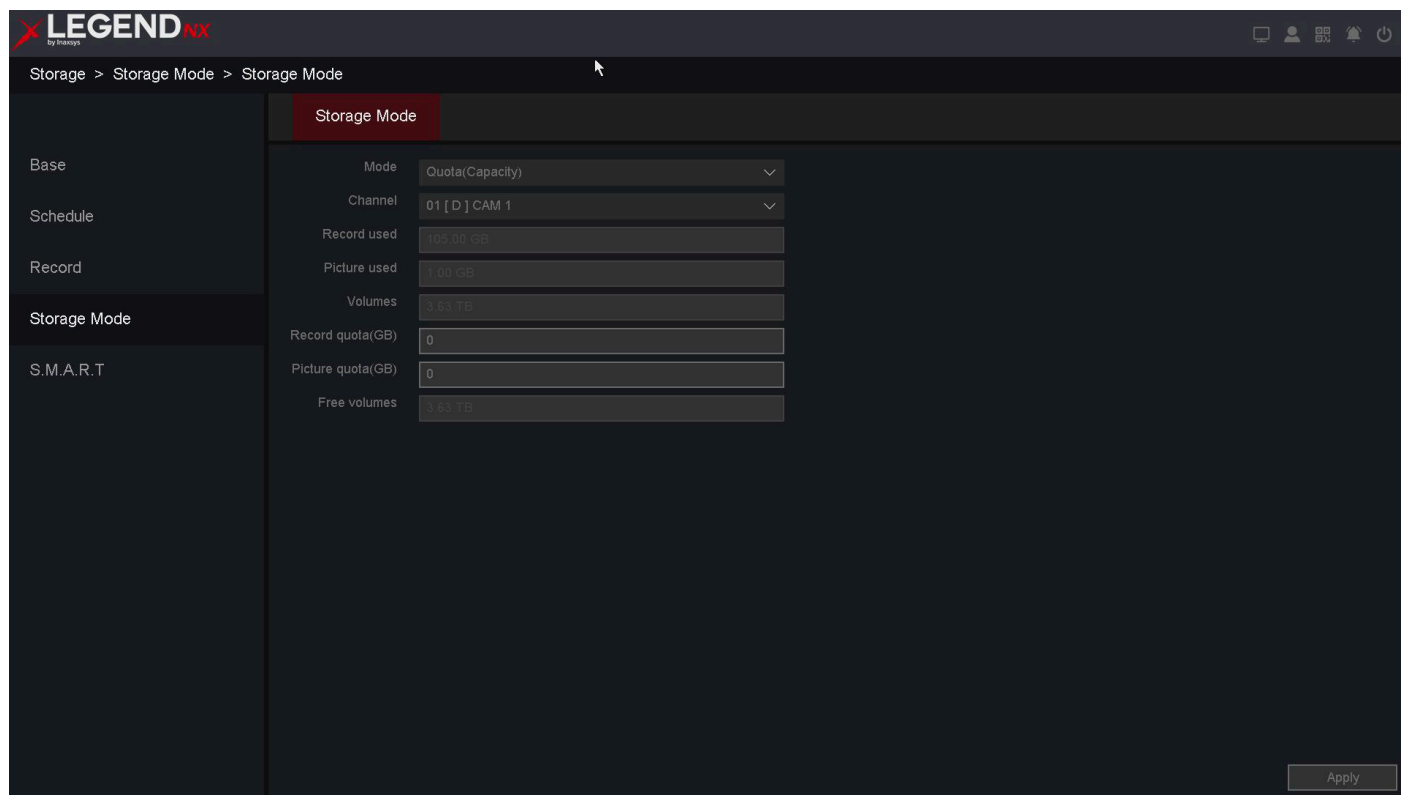 LEGEND NX
by Inaxsys
Storage > Storage Mode > Storage Mode
Storage Mode
Base
Schedule
Record
Storage Mode
S.M.A.R.T
Mode Quota(Capacity)
Channel 01 [ D ] CAM 1
Record used 105.00 GB
Picture used 1.00 GB
Volumes 3.63 TB
Record quota(GB) 0
Picture quota(GB) 0
Free volumes 3.63 TB
Apply